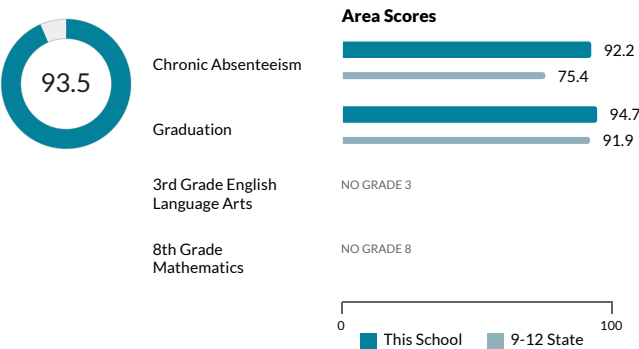 Area Scores
93.5
Chronic Absenteeism
92.2
75.4
Graduation
94.7
91.9
3rd Grade English
Language Arts
NO GRADE 3
8th Grade
Mathematics
NO GRADE 8
0
100
This School
9-12 State